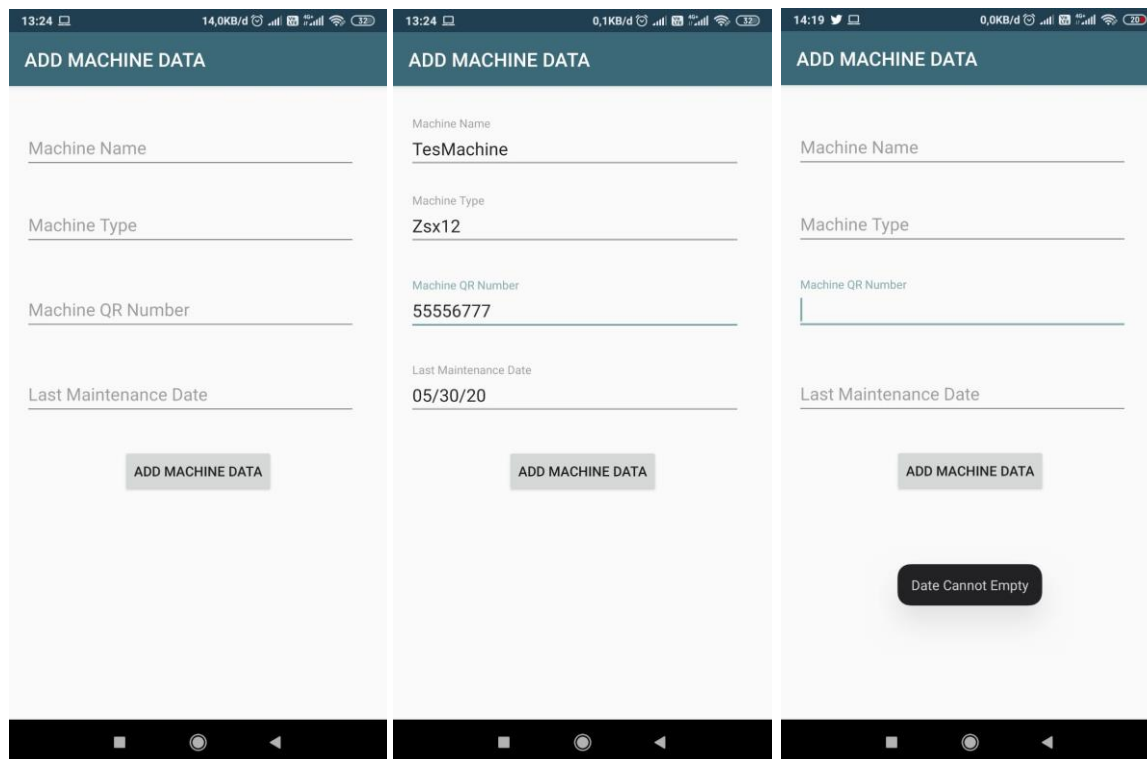 13:24
14,0KB/d
32
ADD MACHINE DATA
Machine Name
Machine Type
Machine QR Number
Last Maintenance Date
ADD MACHINE DATA
13:24
0,1KB/d
32
ADD MACHINE DATA
Machine Name
TesMachine
Machine Type
Zsx12
Machine QR Number
55556777
Last Maintenance Date
05/30/20
ADD MACHINE DATA
14:19
0,0KB/d
20
ADD MACHINE DATA
Machine Name
Machine Type
Machine QR Number
Last Maintenance Date
ADD MACHINE DATA
Date Cannot Empty